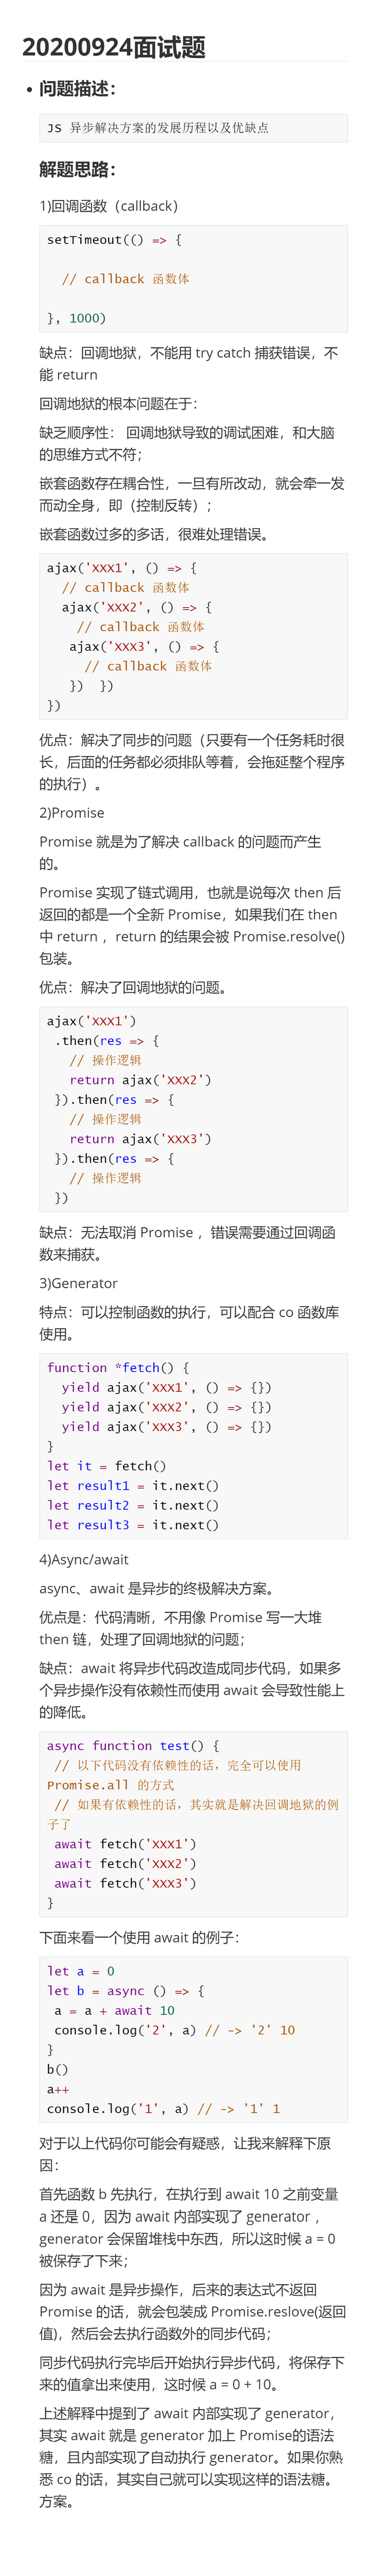 20200924面试题
• 问题描述：
JS 异步解决方案的发展历程以及优缺点
解题思路：
1)回调函数（callback）
setTimeout(() => {
// callback 函数体
}, 1000)
缺点：回调地狱，不能用 try catch 捕获错误，不
能 return
回调地狱的根本问题在于：
缺乏顺序性： 回调地狱导致的调试困难，和大脑
的思维方式不符；
嵌套函数存在耦合性，一旦有所改动，就会牵一发
而动全身，即（控制反转）；
嵌套函数过多的多话，很难处理错误。
ajax('XXX1', () => {
// callback 函数体
ajax('XXX2', () => {
// callback 函数体
ajax('XXX3', () => {
// callback 函数体
})  })
})
优点：解决了同步的问题（只要有一个任务耗时很
长，后面的任务都必须排队等着，会拖延整个程序
的执行）。
2)Promise
Promise 就是为了解决 callback 的问题而产生
的。
Promise 实现了链式调用，也就是说每次 then 后
返回的都是一个全新 Promise，如果我们在 then
中 return ，return 的结果会被 Promise.resolve()
包装。
优点：解决了回调地狱的问题。
ajax('XXX1')
.then(res => {
// 操作逻辑
return ajax('XXX2')
}).then(res => {
// 操作逻辑
return ajax('XXX3')
}).then(res => {
// 操作逻辑
})
缺点：无法取消 Promise ，错误需要通过回调函
数来捕获。
3)Generator
特点：可以控制函数的执行，可以配合 co 函数库
使用。
function *fetch() {
yield ajax('XXX1', () => {})
yield ajax('XXX2', () => {})
yield ajax('XXX3', () => {})
}
let it = fetch()
let result1 = it.next()
let result2 = it.next()
let result3 = it.next()
4)Async/await
async、await 是异步的终极解决方案。
优点是：代码清晰，不用像 Promise 写一大堆
then 链，处理了回调地狱的问题；
缺点：await 将异步代码改造成同步代码，如果多
个异步操作没有依赖性而使用 await 会导致性能上
的降低。
async function test() {
// 以下代码没有依赖性的话，完全可以使用
Promise.all 的方式
// 如果有依赖性的话，其实就是解决回调地狱的例
子了
await fetch('XXX1')
await fetch('XXX2')
await fetch('XXX3')
}
下面来看一个使用 await 的例子：
let a = 0
let b = async () => {
a = a + await 10
console.log('2', a) // -> '2' 10
}
b()
a++
console.log('1', a) // -> '1' 1
对于以上代码你可能会有疑惑，让我来解释下原
因：
首先函数 b 先执行，在执行到 await 10 之前变量
a 还是 0，因为 await 内部实现了 generator ，
generator 会保留堆栈中东西，所以这时候 a = 0
被保存了下来；
因为 await 是异步操作，后来的表达式不返回
Promise 的话，就会包装成 Promise.reslove(返回
值)，然后会去执行函数外的同步代码；
同步代码执行完毕后开始执行异步代码，将保存下
来的值拿出来使用，这时候 a = 0 + 10。
上述解释中提到了 await 内部实现了 generator，
其实 await 就是 generator 加上 Promise的语法
糖，且内部实现了自动执行 generator。如果你熟
悉 co 的话，其实自己就可以实现这样的语法糖。
方案。